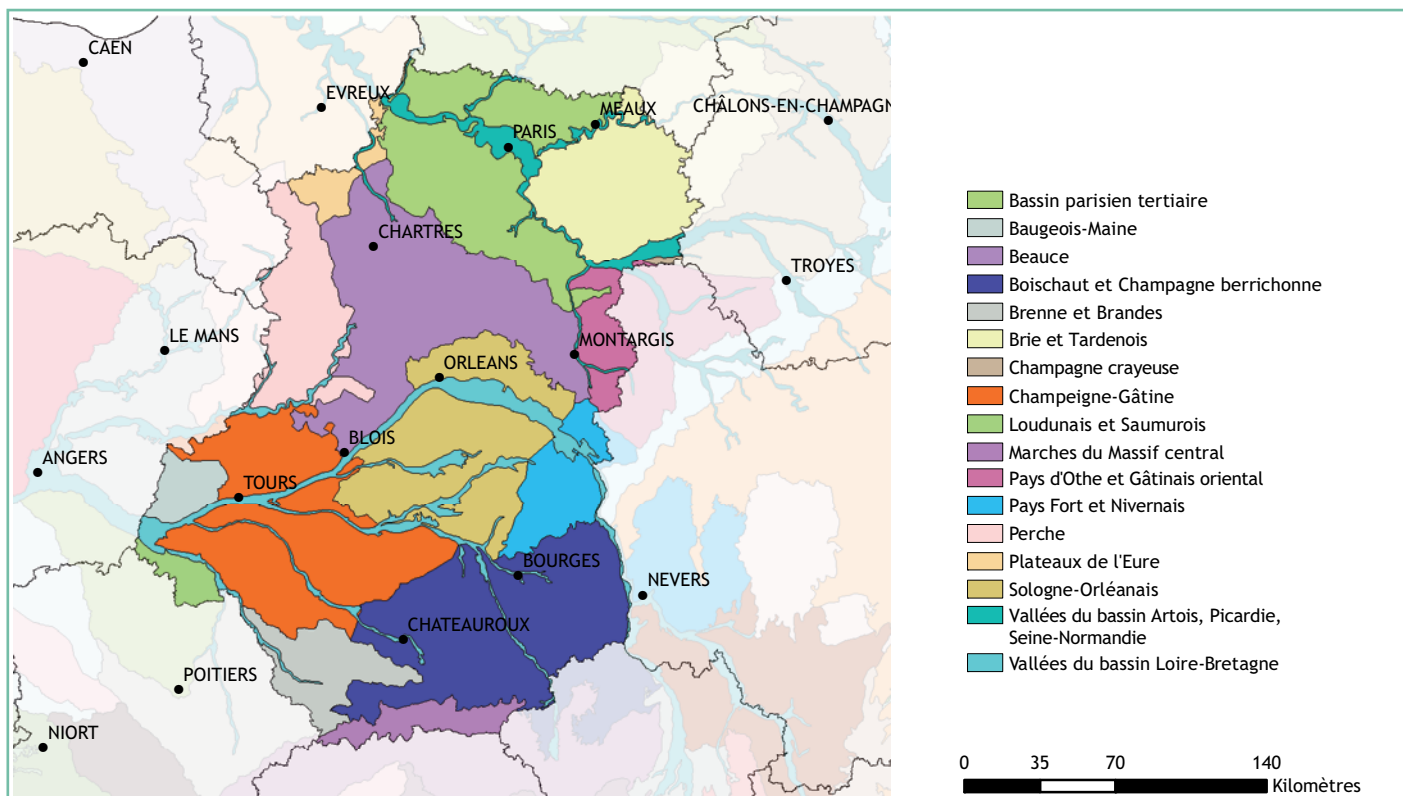 CAEN
EVREUX
MEAUX
CHÂLONS-EN-CHAMPAGN
PARIS
CHARTRES
TROYES
LE MANS
MONTARGIS
ORLEANS
BLOIS
ANGERS
TOURS
BOURGES
NEVERS
CHATEAUROUX
POITIERS
NIORT
Bassin parisien tertiaire
Baugeois-Maine
Beauce
Boischaut et Champagne berrichonne
Brenne et Brandes
Brie et Tardenois
Champagne crayeuse
Champeigne-Gâtine
Loudunais et Saumurois
Marches du Massif central
Pays d'Othe et Gâtinais oriental
Pays Fort et Nivernais
Perche
Plateaux de l'Eure
Sologne-Orléanais
Vallées du bassin Artois, Picardie,
Seine-Normandie
Vallées du bassin Loire-Bretagne
0 35 70 140
Kilomètres